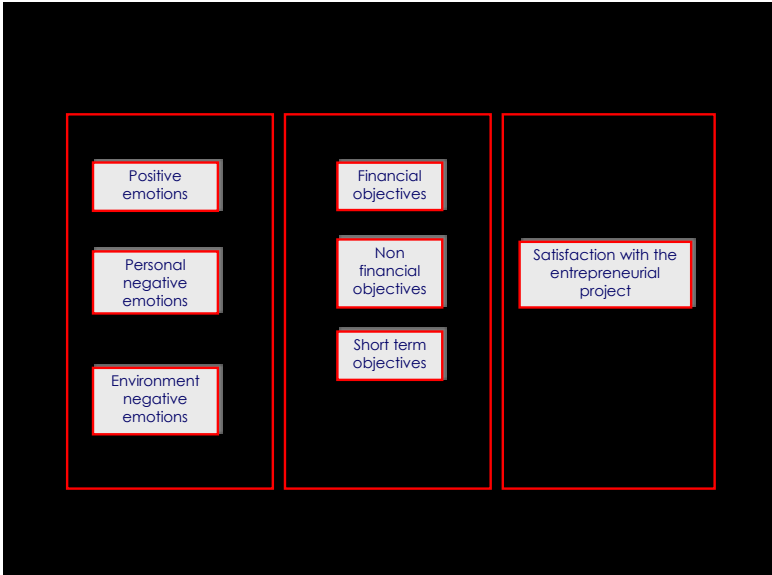 Positive
emotions
Personal
negative
emotions
Environment
negative
emotions
Financial
objectives
Non
financial
objectives
Short term
objectives
Satisfaction with the
entrepreneurial
project